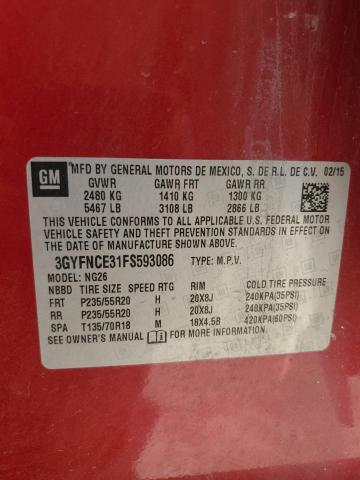 GM
MFD BY GENERAL MOTORS DE MEXICO, S. DE R.L. DE C.V. 02/15
GVWR GAWR FRT GAWR RR
2480 KG 1410 KG 1300 KG
5467 LB 3108 LB 2866 LB
THIS VEHICLE CONFORMS TO ALL APPLICABLE U.S. FEDERAL MOTOR
VEHICLE SAFETY AND THEFT PREVENTION STANDARDS IN EFFECT ON
THE DATE OF MANUFACTURE SHOWN ABOVE.
3GYFNCE31FS593086 TYPE: M.P.V.
MODEL: NG26
NBBD TIRE SIZE SPEED RTG RIM COLD TIRE PRESSURE
FRT P235/55R20 H 20X8J 240KPA(35PSI)
RR P235/55R20 H 20X8J 240KPA(35PSI)
SPA T135/70R18 M 18X4.5B 420KPA(60PSI)
SEE OWNER'S MANUAL FOR MORE INFORMATION.